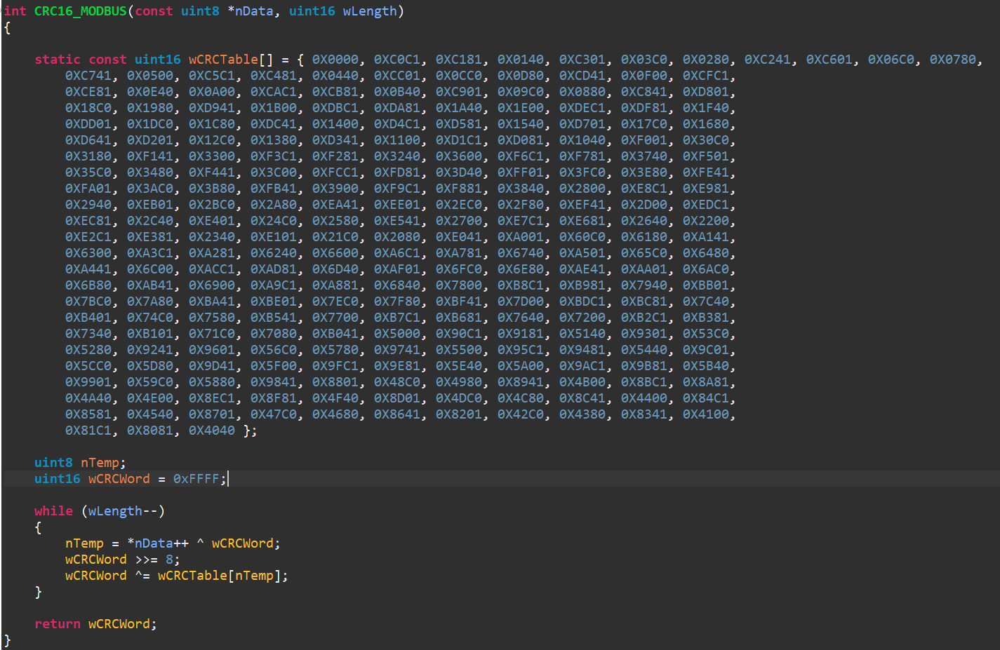 int CRC16_MODBUS(const uint8 *nData, uint16 wLength)
{
static const uint16 wCRCTable[] = { 0X0000, 0XC0C1, 0XC181, 0X0140, 0XC301, 0X03C0, 0X0280, 0XC241, 0XC601, 0X06C0, 0X0780,
0XC741, 0X0500, 0XC5C1, 0XC481, 0X0440, 0XCC01, 0X0CC0, 0X0D80, 0XCD41, 0X0F00, 0XCFC1,
0XCE81, 0X0E40, 0X0A00, 0XCAC1, 0XCB81, 0X0B40, 0XC901, 0X09C0, 0X0880, 0XC841, 0XD801,
0X18C0, 0X1980, 0XD941, 0X1B00, 0XDBC1, 0XDA81, 0X1A40, 0X1E00, 0XDEC1, 0XDF81, 0X1F40,
0XDD01, 0X1DC0, 0X1C80, 0XDC41, 0X1400, 0XD4C1, 0XD581, 0X1540, 0XD701, 0X17C0, 0X1680,
0XD641, 0XD201, 0X12C0, 0X1380, 0XD341, 0X1100, 0XD1C1, 0XD081, 0X1040, 0XF001, 0X30C0,
0X3180, 0XF141, 0X3300, 0XF3C1, 0XF281, 0X3240, 0X3600, 0XF6C1, 0XF781, 0X3740, 0XF501,
0X35C0, 0X3480, 0XF441, 0X3C00, 0XFCC1, 0XFD81, 0X3D40, 0XFF01, 0X3FC0, 0X3E80, 0XFE41,
0XFA01, 0X3AC0, 0X3B80, 0XFB41, 0X3900, 0XF9C1, 0XF881, 0X3840, 0X2800, 0XE8C1, 0XE981,
0X2940, 0XEB01, 0X2BC0, 0X2A80, 0XEA41, 0XEE01, 0X2EC0, 0X2F80, 0XEF41, 0X2D00, 0XEDC1,
0XEC81, 0X2C40, 0XE401, 0X24C0, 0X2580, 0XE541, 0X2700, 0XE7C1, 0XE681, 0X2640, 0X2200,
0XE2C1, 0XE381, 0X2340, 0XE101, 0X21C0, 0X2080, 0XE041, 0XA001, 0X60C0, 0X6180, 0XA141,
0X6300, 0XA3C1, 0XA281, 0X6240, 0X6600, 0XA6C1, 0XA781, 0X6740, 0XA501, 0X65C0, 0X6480,
0XA441, 0X6C00, 0XACC1, 0XAD81, 0X6D40, 0XAF01, 0X6FC0, 0X6E80, 0XAE41, 0XAA01, 0X6AC0,
0X6B80, 0XAB41, 0X6900, 0XA9C1, 0XA881, 0X6840, 0X7800, 0XB8C1, 0XB981, 0X7940, 0XBB01,
0X7BC0, 0X7A80, 0XBA41, 0XBE01, 0X7EC0, 0X7F80, 0XBF41, 0X7D00, 0XBDC1, 0XBC81, 0X7C40,
0XB401, 0X74C0, 0X7580, 0XB541, 0X7700, 0XB7C1, 0XB681, 0X7640, 0X7200, 0XB2C1, 0XB381,
0X7340, 0XB101, 0X71C0, 0X7080, 0XB041, 0X5000, 0X90C1, 0X9181, 0X5140, 0X9301, 0X53C0,
0X5280, 0X9241, 0X9601, 0X56C0, 0X5780, 0X9741, 0X5500, 0X95C1, 0X9481, 0X5440, 0X9C01,
0X5CC0, 0X5D80, 0X9D41, 0X5F00, 0X9FC1, 0X9E81, 0X5E40, 0X5A00, 0X9AC1, 0X9B81, 0X5B40,
0X9901, 0X59C0, 0X5880, 0X9841, 0X8801, 0X48C0, 0X4980, 0X8941, 0X4B00, 0X8BC1, 0X8A81,
0X4A40, 0X4E00, 0X8EC1, 0X8F81, 0X4F40, 0X8D01, 0X4DC0, 0X4C80, 0X8C41, 0X4400, 0X84C1,
0X8581, 0X4540, 0X8701, 0X47C0, 0X4680, 0X8641, 0X8201, 0X42C0, 0X4380, 0X8341, 0X4100,
0X81C1, 0X8081, 0X4040 };
uint8 nTemp;
uint16 wCRCWord = 0xFFFF;
while (wLength--)
{
nTemp = *nData++ ^ wCRCWord;
wCRCWord >>= 8;
wCRCWord ^= wCRCTable[nTemp];
}
return wCRCWord;
}